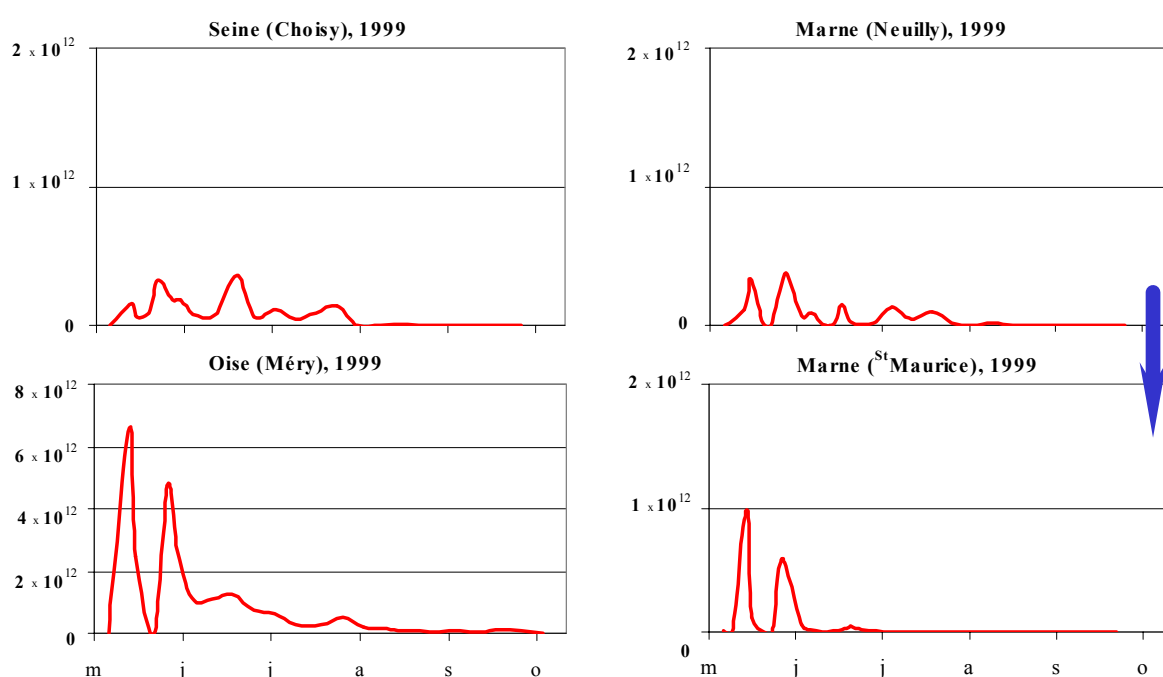 Seine (Choisy), 1999
2 x 10^12
1 x 10^12
0
Marne (Neuilly), 1999
2 x 10^12
1 x 10^12
0
Oise (Méry), 1999
8 x 10^12
6 x 10^12
4 x 10^12
2 x 10^12
0
m j j a s o
Marne (^St Maurice), 1999
2 x 10^12
1 x 10^12
0
m j j a s o